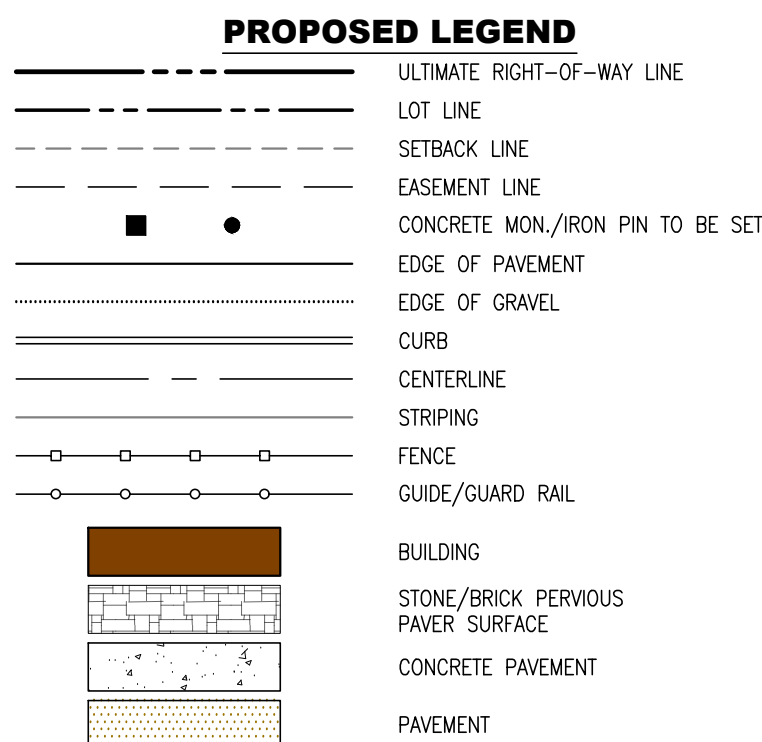 PROPOSED LEGEND
ULTIMATE RIGHT-OF-WAY LINE
LOT LINE
SETBACK LINE
EASEMENT LINE
CONCRETE MON./IRON PIN TO BE SET
EDGE OF PAVEMENT
EDGE OF GRAVEL
CURB
CENTERLINE
STRIPING
FENCE
GUIDE/GUARD RAIL
BUILDING
STONE/BRICK PERVIOUS
PAVER SURFACE
CONCRETE PAVEMENT
PAVEMENT